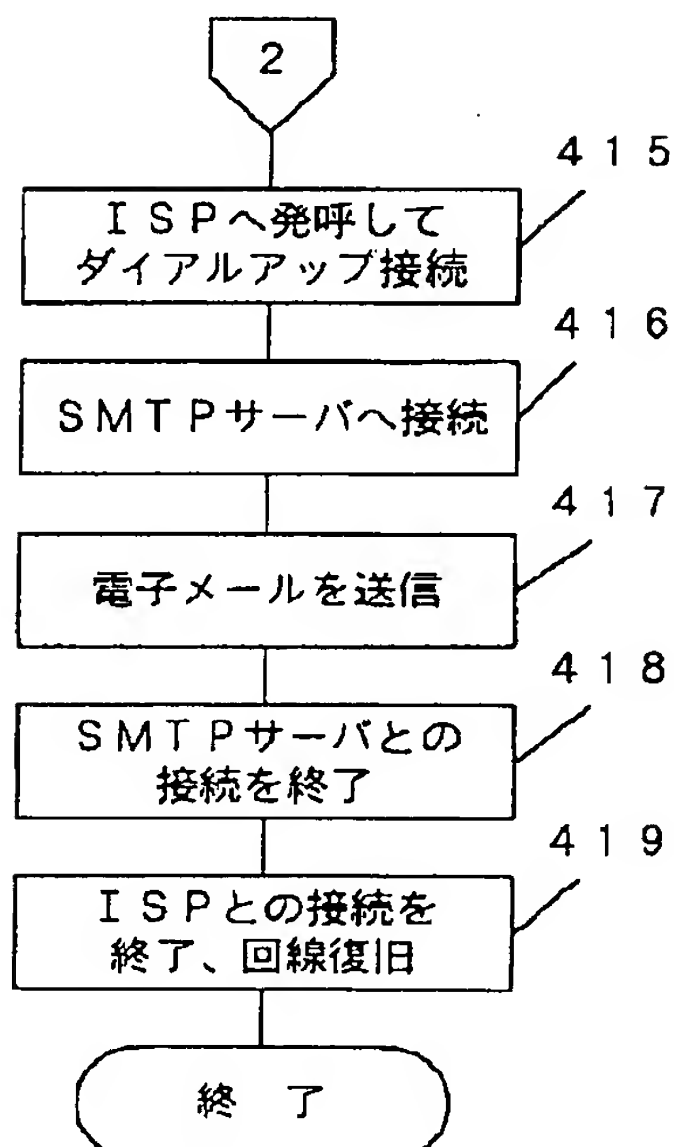 2
415
ISPへ発呼して
ダイアルアップ接続
416
SMTPサーバへ接続
417
電子メールを送信
418
SMTPサーバとの
接続を終了
419
ISPとの接続を
終了、回線復旧
終 了